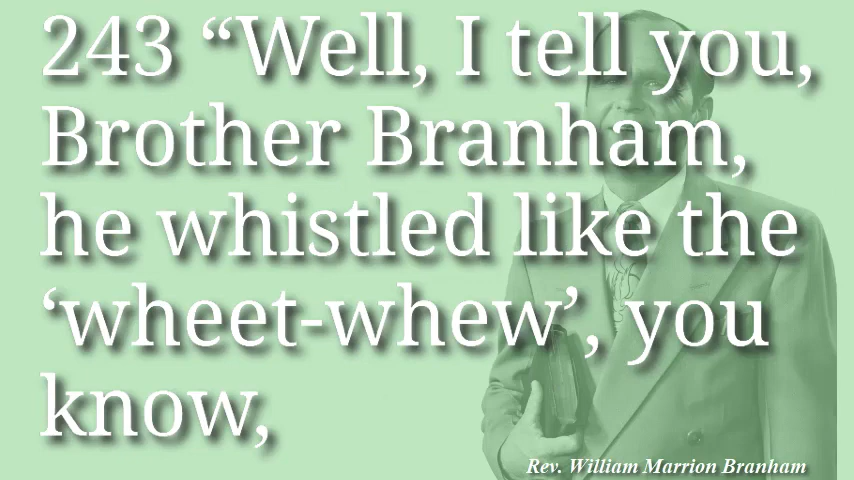 243 “Well, I tell you,
Brother Branham,
he whistled like the
‘wheet-whew’, you
know,
Rev. William Marrion Branham